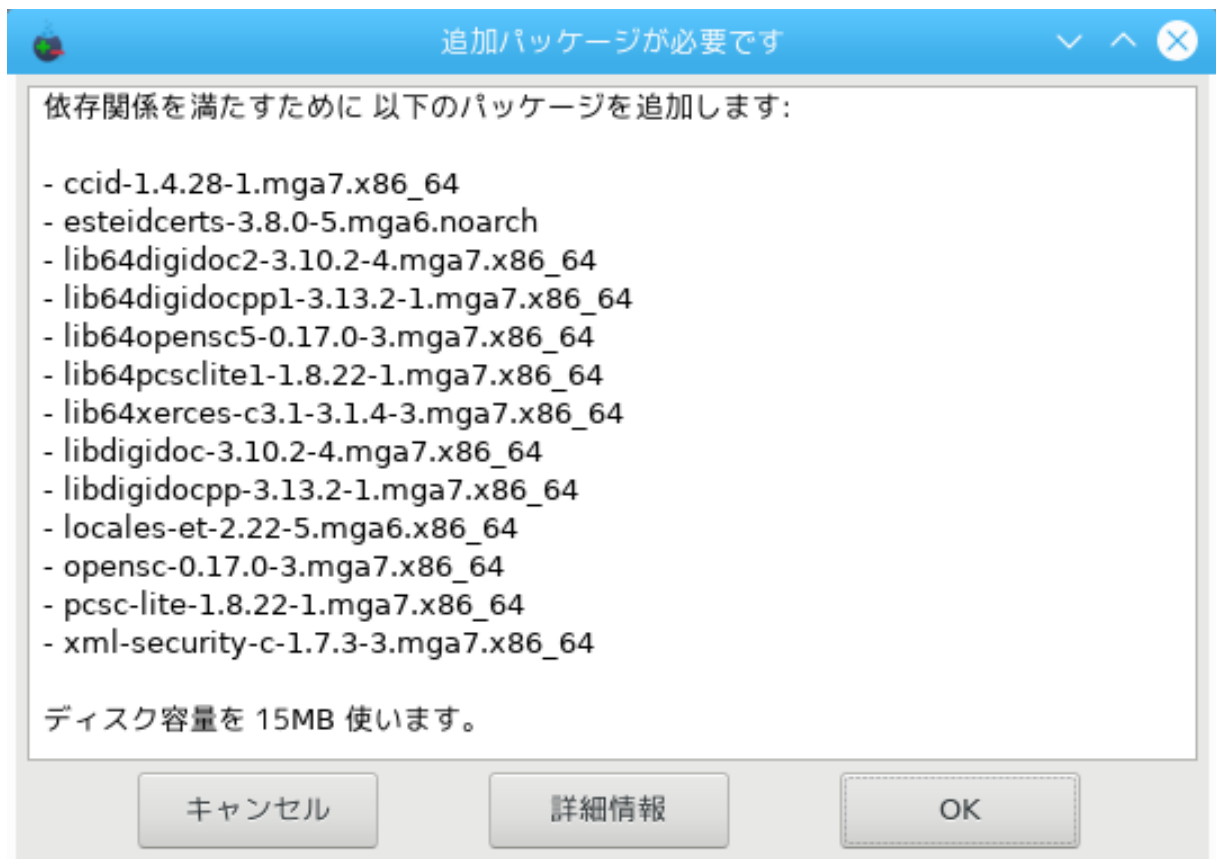 追加パッケージが必要です
依存関係を満たすために 以下のパッケージを追加します:
- ccid-1.4.28-1.mga7.x86_64
- esteidcerts-3.8.0-5.mga6.noarch
- lib64digidoc2-3.10.2-4.mga7.x86_64
- lib64digidocpp1-3.13.2-1.mga7.x86_64
- lib64opensc5-0.17.0-3.mga7.x86_64
- lib64pcsclite1-1.8.22-1.mga7.x86_64
- lib64xerces-c3.1-3.1.4-3.mga7.x86_64
- libdigidoc-3.10.2-4.mga7.x86_64
- libdigidocpp-3.13.2-1.mga7.x86_64
- locales-et-2.22-5.mga6.x86_64
- opensc-0.17.0-3.mga7.x86_64
- pcsc-lite-1.8.22-1.mga7.x86_64
- xml-security-c-1.7.3-3.mga7.x86_64
ディスク容量を 15MB 使います。
キャンセル
詳細情報
OK